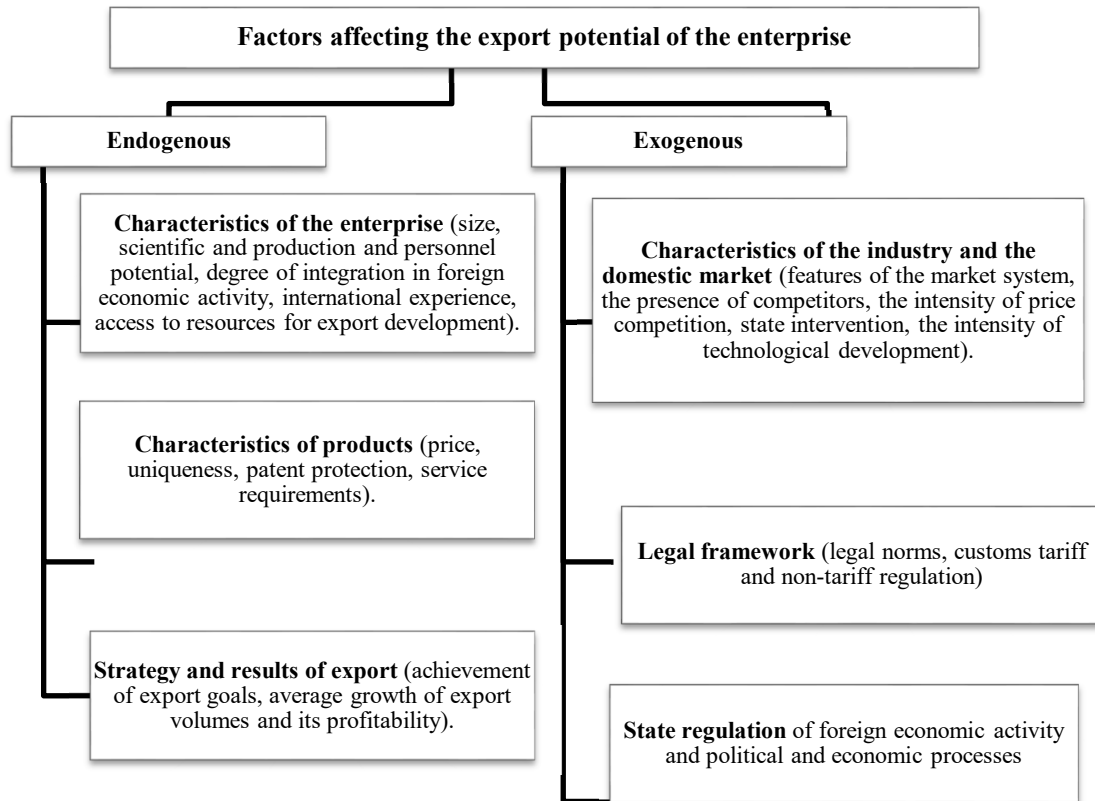 Factors affecting the export potential of the enterprise
Endogenous
Characteristics of the enterprise (size,
scientific and production and personnel
potential, degree of integration in foreign
economic activity, international experience,
access to resources for export development).
Characteristics of products (price,
uniqueness, patent protection, service
requirements).
Strategy and results of export (achievement
of export goals, average growth of export
volumes and its profitability).
Exogenous
Characteristics of the industry and the
domestic market (features of the market system,
the presence of competitors, the intensity of price
competition, state intervention, the intensity of
technological development).
Legal framework (legal norms, customs tariff
and non-tariff regulation)
State regulation of foreign economic activity
and political and economic processes